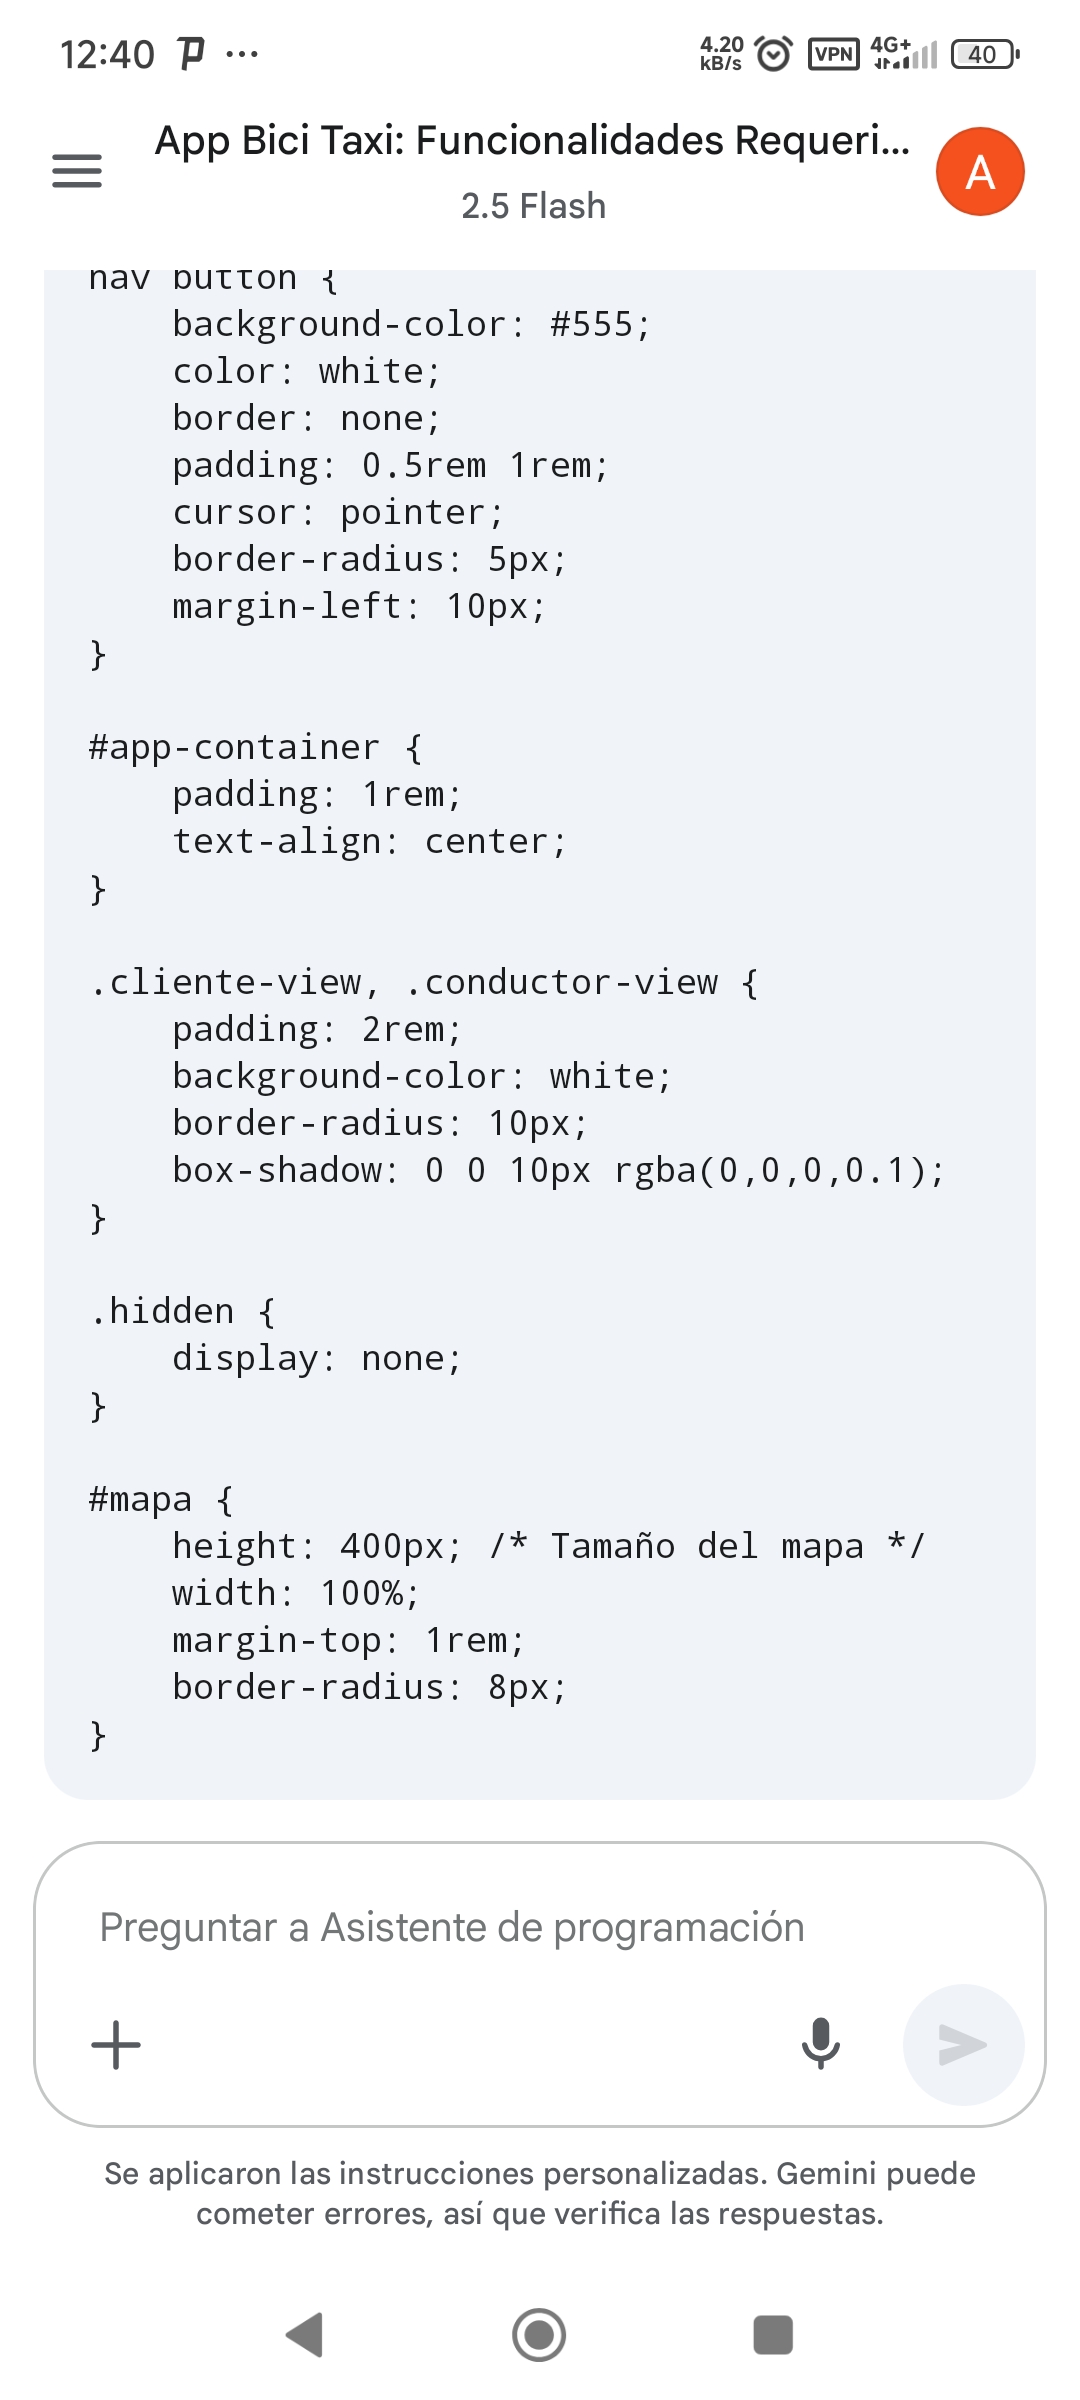 12:40
4.20 kB/s
VPN
4G+
40
App Bici Taxi: Funcionalidades Requeri...
2.5 Flash
A
nav button {
    background-color: #555;
    color: white;
    border: none;
    padding: 0.5rem 1rem;
    cursor: pointer;
    border-radius: 5px;
    margin-left: 10px;
}
#app-container {
    padding: 1rem;
    text-align: center;
}
.cliente-view, .conductor-view {
    padding: 2rem;
    background-color: white;
    border-radius: 10px;
    box-shadow: 0 0 10px rgba(0,0,0,0.1);
}
.hidden {
    display: none;
}
#mapa {
    height: 400px; /* Tamaño del mapa */
    width: 100%;
    margin-top: 1rem;
    border-radius: 8px;
}
Preguntar a Asistente de programación
Se aplicaron las instrucciones personalizadas. Gemini puede
cometer errores, así que verifica las respuestas.